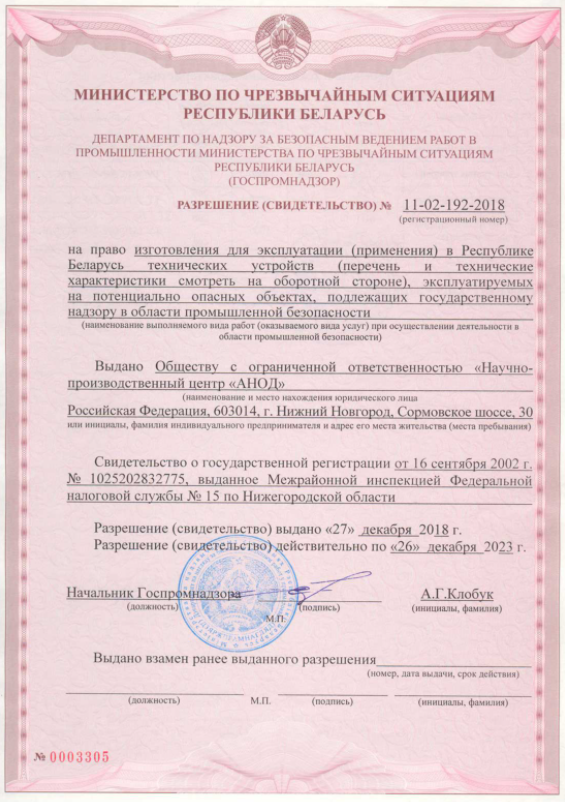 МИНИСТЕРСТВО ПО ЧРЕЗВЫЧАЙНЫМ СИТУАЦИЯМ
РЕСПУБЛИКИ БЕЛАРУСЬ
ДЕПАРТАМЕНТ ПО НАДЗОРУ ЗА БЕЗОПАСНЫМ ВЕДЕНИЕМ РАБОТ В
ПРОМЫШЛЕННОСТИ МИНИСТЕРСТВА ПО ЧРЕЗВЫЧАЙНЫМ СИТУАЦИЯМ
РЕСПУБЛИКИ БЕЛАРУСЬ
(ГОСПРОМНАДЗОР)
РАЗРЕШЕНИЕ (СВИДЕТЕЛЬСТВО) № 11-02-192-2018
(регистрационный номер)
на право изготовления для эксплуатации (применения) в Республике
Беларусь технических устройств (перечень и технические
характеристики смотреть на оборотной стороне), эксплуатируемых
на потенциально опасных объектах, подлежащих государственному
надзору в области промышленной безопасности
(наименование выполняемого вида работ (оказываемого вида услуг) при осуществлении деятельности в
области промышленной безопасности)
Выдано Обществу с ограниченной ответственностью «Научно-
производственный центр «АНОД»
(наименование и место нахождения юридического лица
Российская Федерация, 603014, г. Нижний Новгород, Сормовское шоссе, 30
или инициалы, фамилия индивидуального предпринимателя и адрес его места жительства (места пребывания)
Свидетельство о государственной регистрации от 16 сентября 2002 г.
№ 1025202832775, выданное Межрайонной инспекцией Федеральной
налоговой службы № 15 по Нижегородской области
Разрешение (свидетельство) выдано «27» декабря 2018 г.
Разрешение (свидетельство) действительно по «26» декабря 2023 г.
Начальник Госпромнадзора А.Г.Клобук
(должность) (подпись) (инициалы, фамилия)
М.П.
Выдано взамен ранее выданного разрешения
(номер, дата выдачи, срок действия)
(должность) М.П. (подпись) (инициалы, фамилия)
№ 0003305